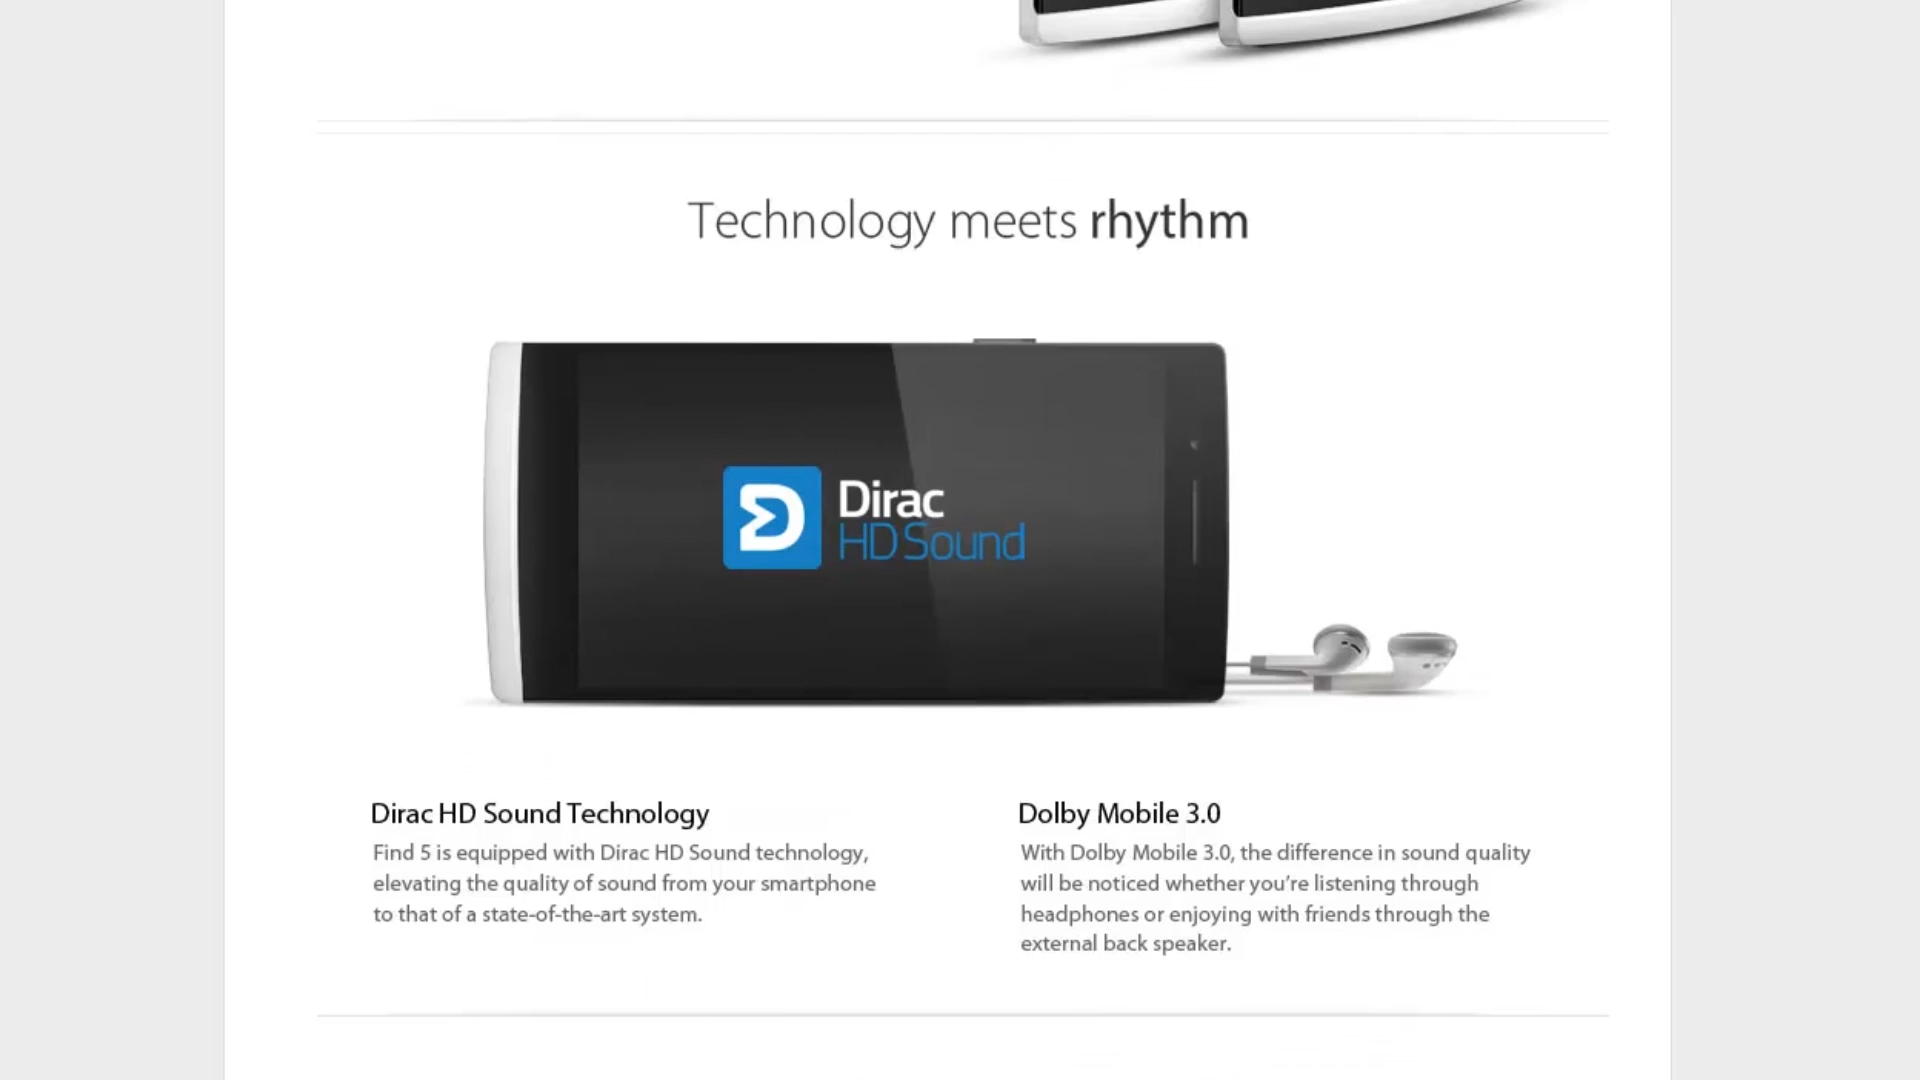 Technology meets rhythm
Dirac
HD Sound
Dirac HD Sound Technology
Find 5 is equipped with Dirac HD Sound technology,
elevating the quality of sound from your smartphone
to that of a state-of-the-art system.
Dolby Mobile 3.0
With Dolby Mobile 3.0, the difference in sound quality
will be noticed whether you're listening through
headphones or enjoying with friends through the
external back speaker.